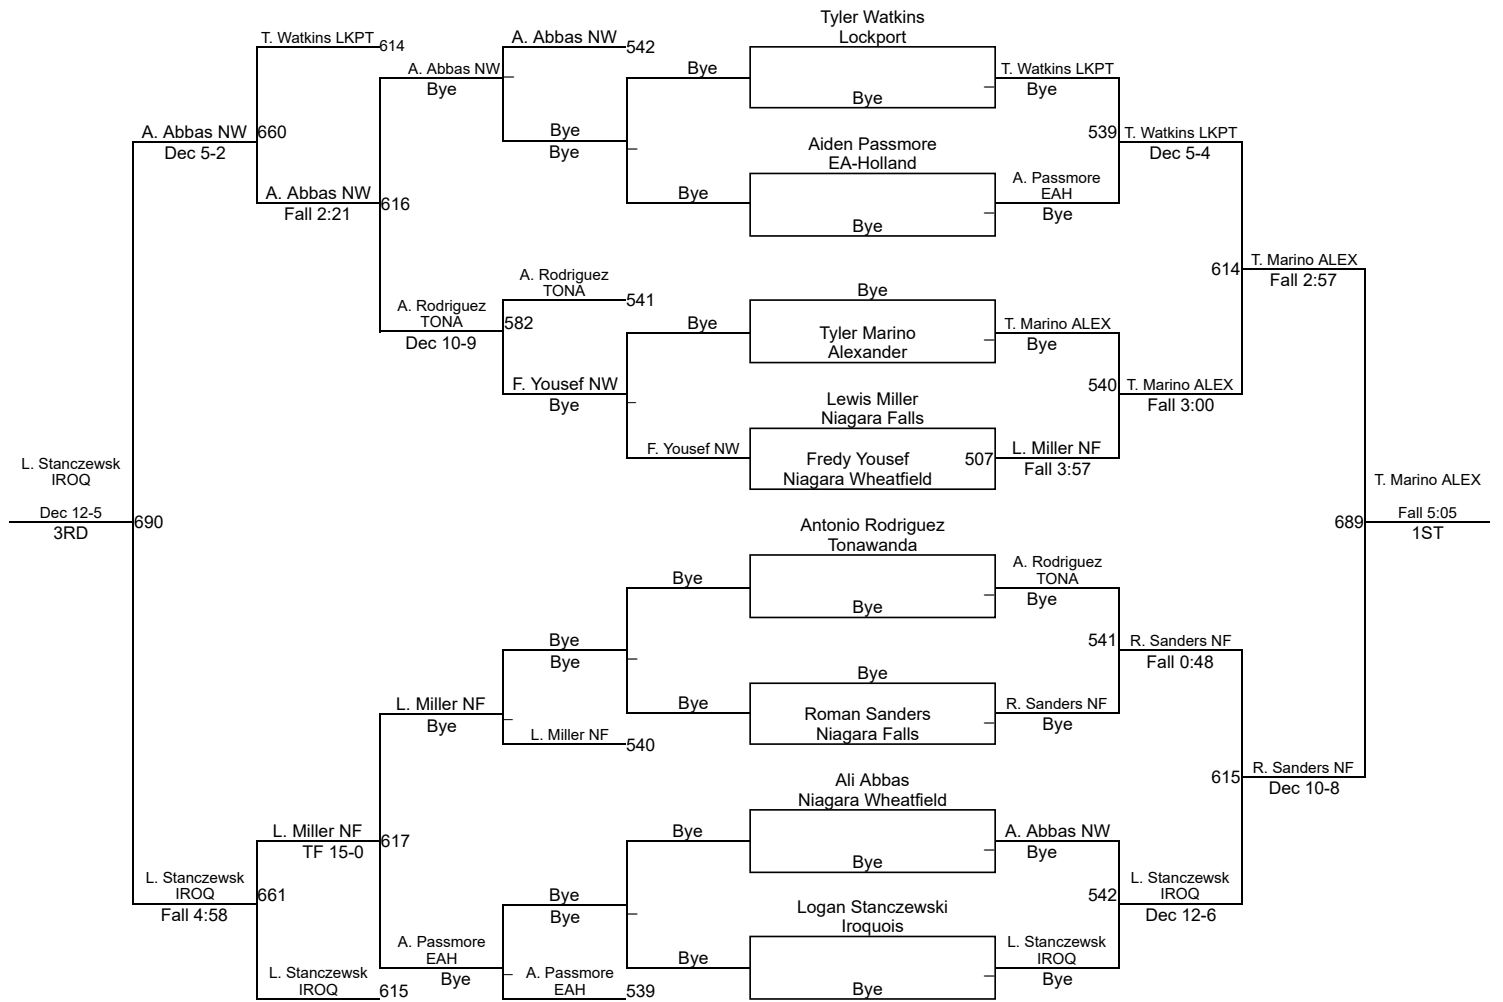 Tyler Watkins
Lockport
T. Watkins LKPT 614
A. Abbas NW 542
A. Abbas NW
Bye
Bye
T. Watkins LKPT
Bye
Bye
A. Abbas NW 660
Dec 5-2
Bye
Bye
539 T. Watkins LKPT
Dec 5-4
Aiden Passmore
EA-Holland
A. Abbas NW
Fall 2:21
616
Bye
Bye
A. Passmore
EAH
Bye
614 T. Marino ALEX
Fall 2:57
A. Rodriguez
TONA
541
A. Rodriguez
TONA
Dec 10-9
582
Bye
Bye
Tyler Marino
Alexander
T. Marino ALEX
Bye
F. Yousef NW
Bye
540 T. Marino ALEX
Fall 3:00
Lewis Miller
Niagara Falls
F. Yousef NW
Fredy Yousef
Niagara Wheatfield
507
L. Miller NF
Fall 3:57
L. Stanczewsk
IROQ
Dec 12-5
3RD
690
T. Marino ALEX
689
Fall 5:05
1ST
Antonio Rodriguez
Tonawanda
Bye
Bye
A. Rodriguez
TONA
Bye
Bye
Bye
541 R. Sanders NF
Fall 0:48
L. Miller NF
Bye
L. Miller NF 540
Bye
Bye
Roman Sanders
Niagara Falls
R. Sanders NF
Bye
615 R. Sanders NF
Dec 10-8
Ali Abbas
Niagara Wheatfield
L. Miller NF
TF 15-0
617
Bye
Bye
A. Abbas NW
Bye
L. Stanczewsk
IROQ
Fall 4:58
661
Bye
Bye
542
L. Stanczewsk
IROQ
Dec 12-6
Logan Stanczewski
Iroquois
A. Passmore
EAH
Bye
Bye
Bye
L. Stanczewsk
IROQ
Bye
L. Stanczewsk
IROQ
615
A. Passmore
EAH
539